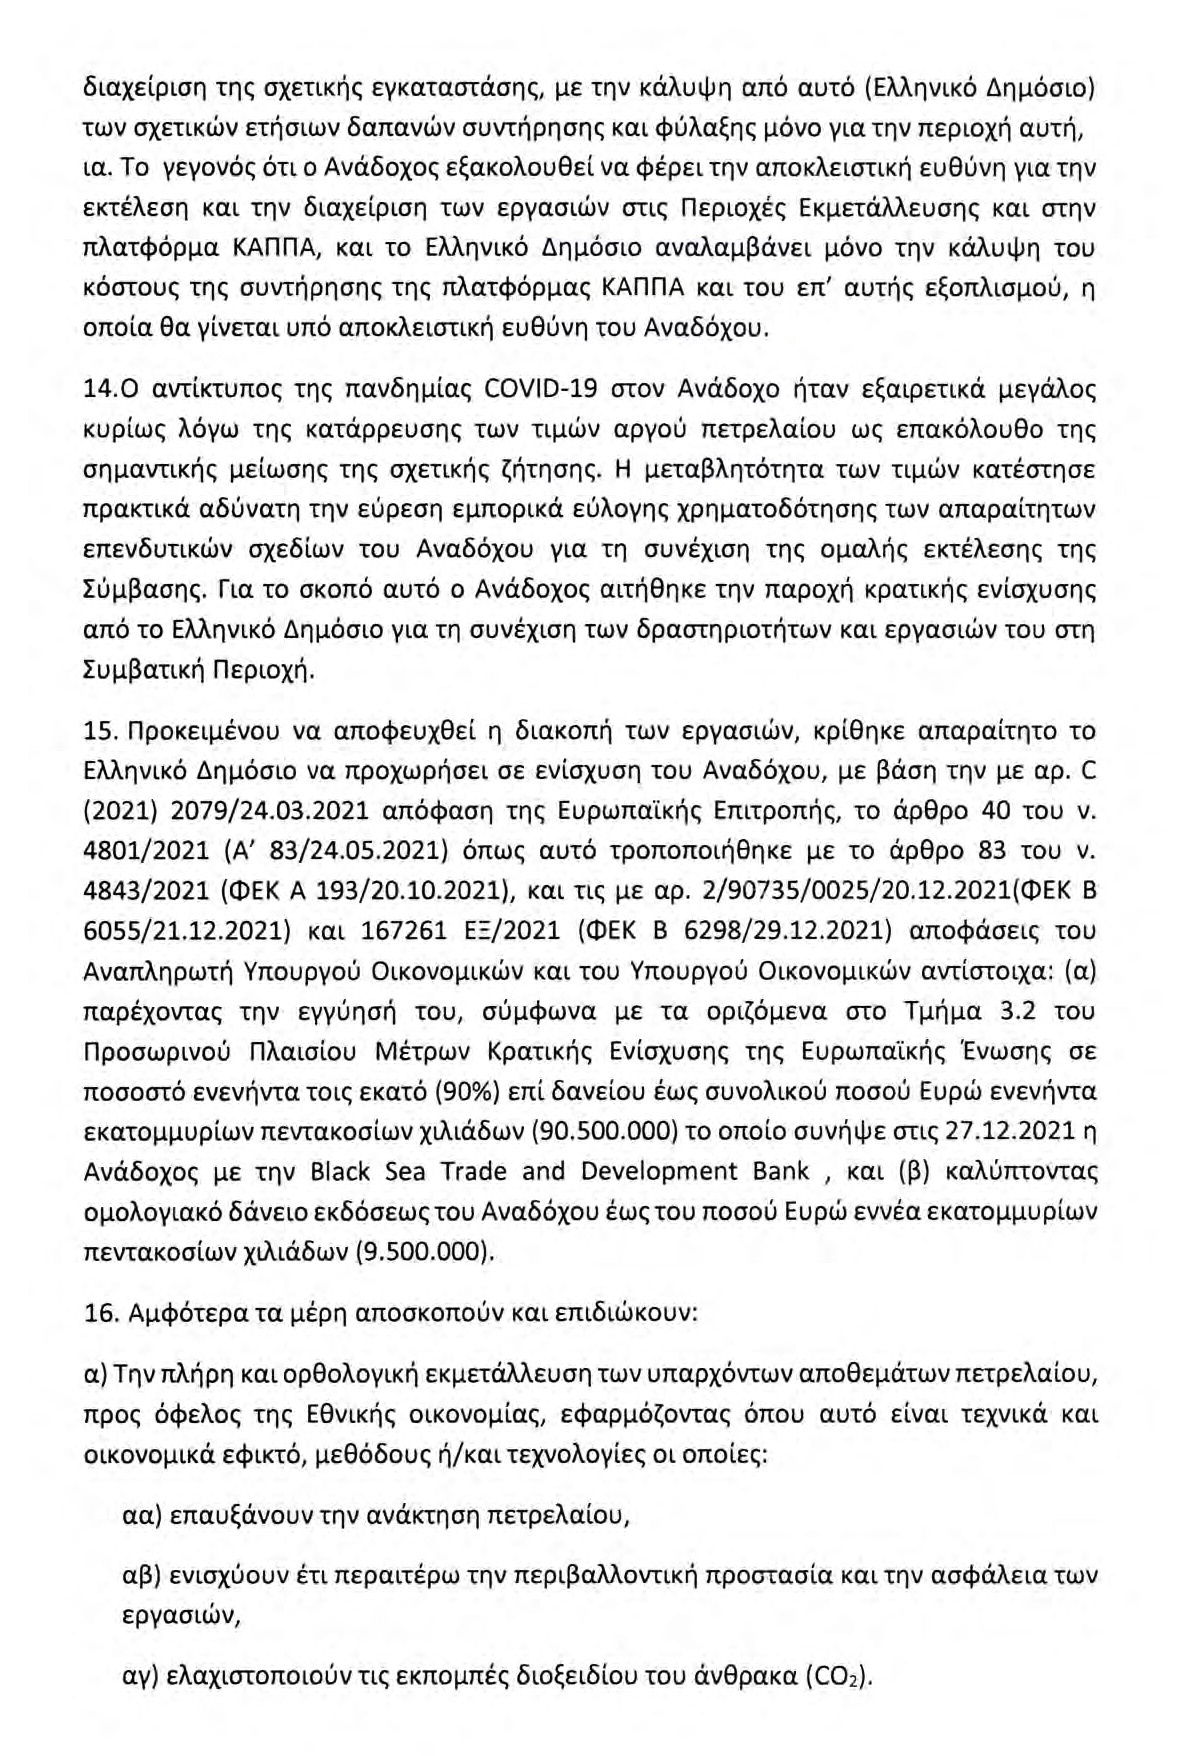 διαχείριση της σχετικής εγκαταστάσης, με την κάλυψη από αυτό (Ελληνικό Δημόσιο)
των σχετικών ετήσιων δαπανών συντήρησης και φύλαξης μόνο για την περιοχή αυτή,
ια. Το γεγονός ότι ο Ανάδοχος εξακολουθεί να φέρει την αποκλειστική ευθύνη για την
εκτέλεση και την διαχείριση των εργασιών στις Περιοχές Εκμετάλλευσης και στην
πλατφόρμα ΚΑΠΠΑ, και το Ελληνικό Δημόσιο αναλαμβάνει μόνο την κάλυψη του
κόστους της συντήρησης της πλατφόρμας ΚΑΠΠΑ και του επ’ αυτής εξοπλισμού, η
οποία θα γίνεται υπό αποκλειστική ευθύνη του Αναδόχου.
14.Ο αντίκτυπος της πανδημίας COVID-19 στον Ανάδοχο ήταν εξαιρετικά μεγάλος
κυρίως λόγω της κατάρρευσης των τιμών αργού πετρελαίου ως επακόλουθο της
σημαντικής μείωσης της σχετικής ζήτησης. Η μεταβλητότητα των τιμών κατέστησε
πρακτικά αδύνατη την εύρεση εμπορικά εύλογης χρηματοδότησης των απαραίτητων
επενδυτικών σχεδίων του Αναδόχου για τη συνέχιση της ομαλής εκτέλεσης της
Σύμβασης. Για το σκοπό αυτό ο Ανάδοχος αιτήθηκε την παροχή κρατικής ενίσχυσης
από το Ελληνικό Δημόσιο για τη συνέχιση των δραστηριοτήτων και εργασιών του στη
Συμβατική Περιοχή.
15. Προκειμένου να αποφευχθεί η διακοπή των εργασιών, κρίθηκε απαραίτητο το
Ελληνικό Δημόσιο να προχωρήσει σε ενίσχυση του Αναδόχου, με βάση την με αρ. C
(2021) 2079/24.03.2021 απόφαση της Ευρωπαϊκής Επιτροπής, το άρθρο 40 του ν.
4801/2021 (Α’ 83/24.05.2021) όπως αυτό τροποποιήθηκε με το άρθρο 83 του ν.
4843/2021 (ΦΕΚ Α 193/20.10.2021), και τις με αρ. 2/90735/0025/20.12.2021(ΦΕΚ Β
6055/21.12.2021) και 167261 ΕΞ/2021 (ΦΕΚ Β 6298/29.12.2021) αποφάσεις του
Αναπληρωτή Υπουργού Οικονομικών και του Υπουργού Οικονομικών αντίστοιχα: (α)
παρέχοντας την εγγύησή του, σύμφωνα με τα οριζόμενα στο Τμήμα 3.2 του
Προσωρινού Πλαισίου Μέτρων Κρατικής Ενίσχυσης της Ευρωπαϊκής Ένωσης σε
ποσοστό ενενήντα τοις εκατό (90%) επί δανείου έως συνολικού ποσού Ευρώ ενενήντα
εκατομμυρίων πεντακοσίων χιλιάδων (90.500.000) το οποίο συνήψε στις 27.12.2021 η
Ανάδοχος με την Black Sea Trade and Development Bank , και (β) καλύπτοντας
ομολογιακό δάνειο εκδόσεως του Αναδόχου έως του ποσού Ευρώ εννέα εκατομμυρίων
πεντακοσίων χιλιάδων (9.500.000).
16. Αμφότερα τα μέρη αποσκοπούν και επιδιώκουν:
α) Την πλήρη και ορθολογική εκμετάλλευση των υπαρχόντων αποθεμάτων πετρελαίου,
προς όφελος της Εθνικής οικονομίας, εφαρμόζοντας όπου αυτό είναι τεχνικά και
οικονομικά εφικτό, μεθόδους ή/και τεχνολογίες οι οποίες:
αα) επαυξάνουν την ανάκτηση πετρελαίου,
αβ) ενισχύουν έτι περαιτέρω την περιβαλλοντική προστασία και την ασφάλεια των
εργασιών,
αγ) ελαχιστοποιούν τις εκπομπές διοξειδίου του άνθρακα (CO₂).